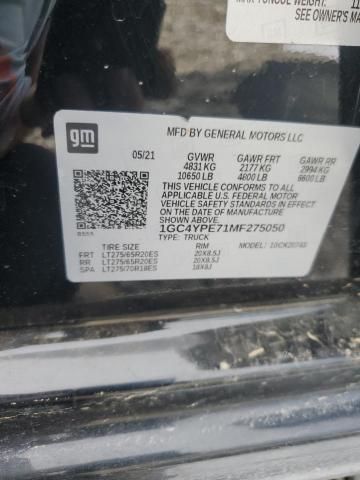 MAX TONGUE WEIGHT:
SEE OWNER'S MA
gm
MFD BY GENERAL MOTORS LLC
05/21 GVWR GAWR FRT GAWR RR
4831 KG 2177 KG 2994 KG
10650 LB 4800 LB 6600 LB
THIS VEHICLE CONFORMS TO ALL
APPLICABLE U.S. FEDERAL MOTOR
VEHICLE SAFETY STANDARDS IN EFFECT
ON THE DATE OF MANUFACTURE
SHOWN ABOVE.
1GC4YPE71MF275050
TYPE: TRUCK
TIRE SIZE RIM MODEL:
FRT LT275/65R20ES 20X8.5J
RR LT275/65R20ES 20X8.5J
SPA LT275/70R18ES 18X8J